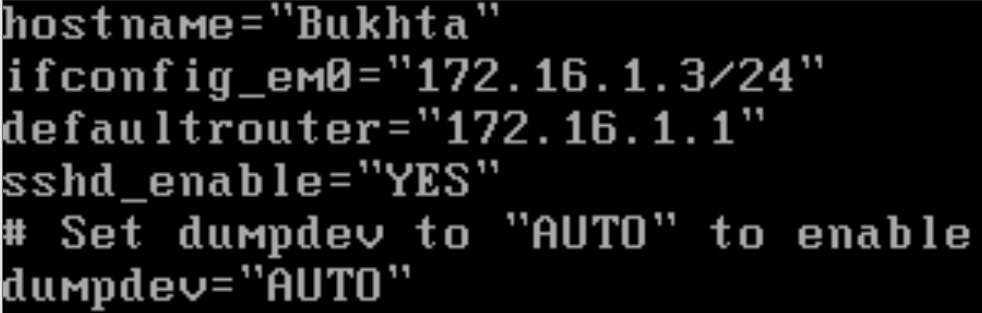 hostname="Bukhta"
ifconfig_em0="172.16.1.3/24"
defaultrouter="172.16.1.1"
sshd_enable="YES"
# Set dumpdev to "AUTO" to enable
dumpdev="AUTO"